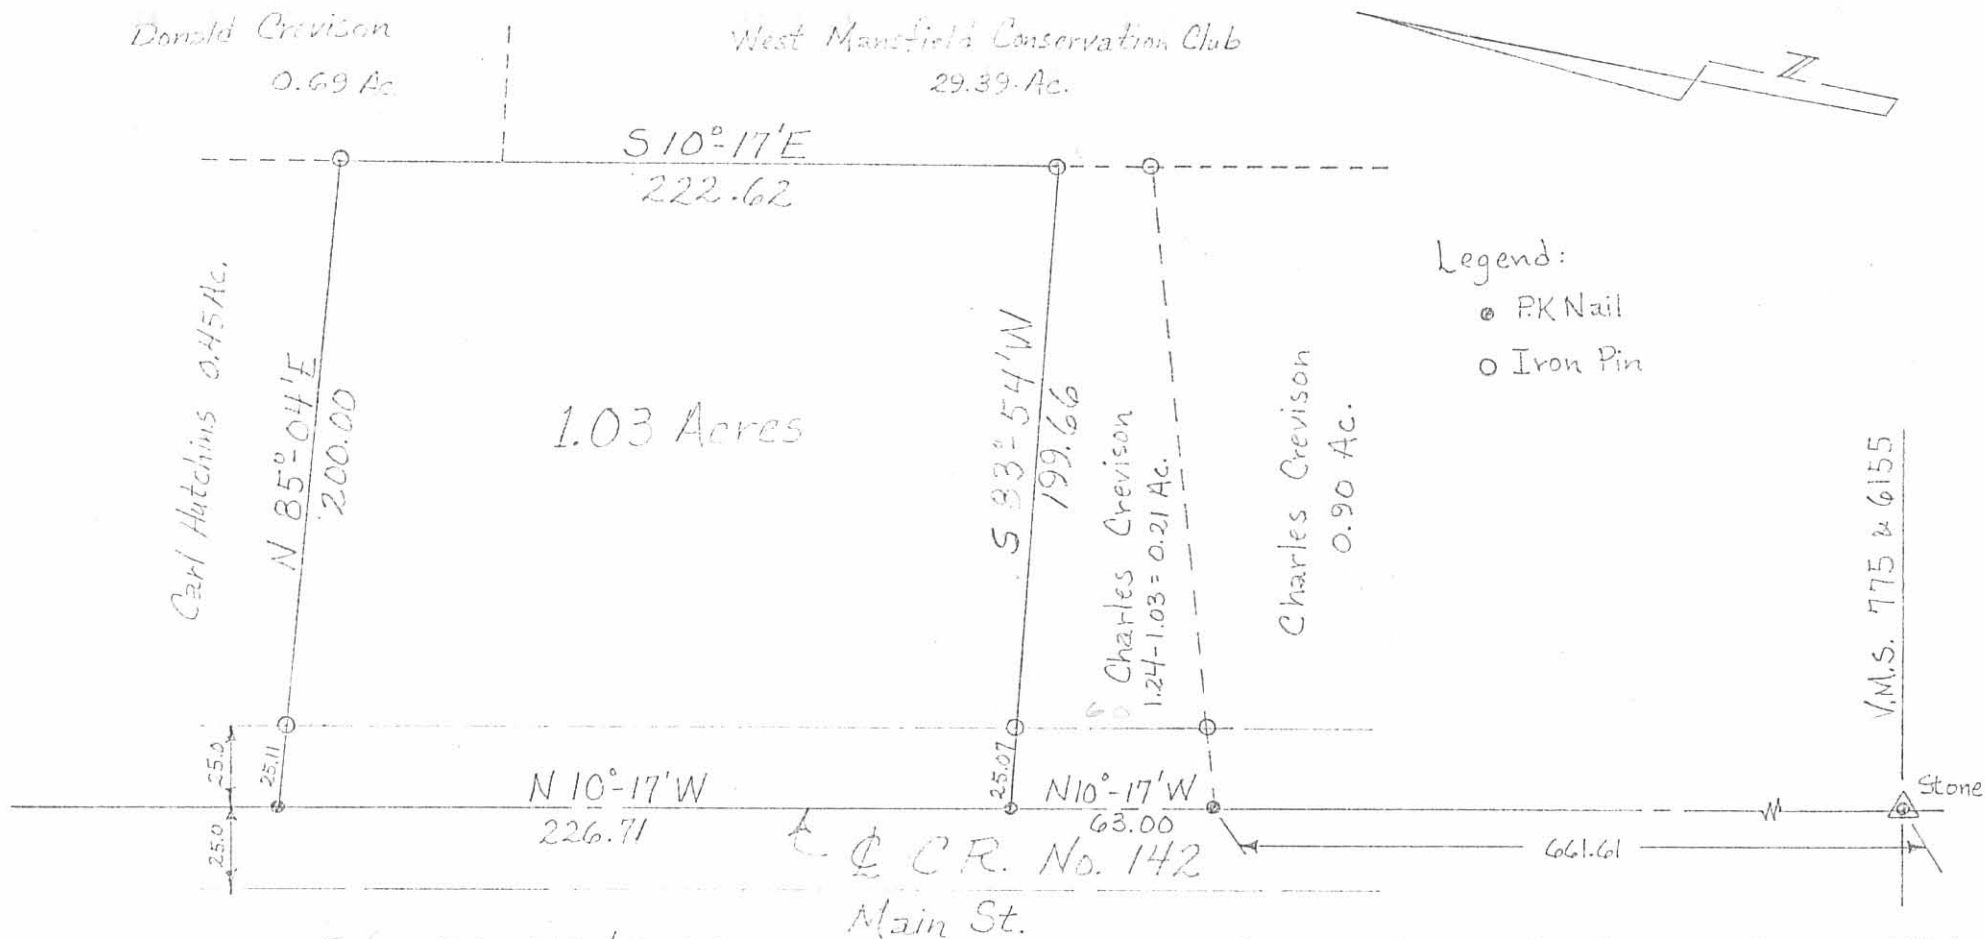 Donald Crevison
0.69 Ac.
West Mansfield Conservation Club
29.39 Ac.
Z
S 10°-17'E
222.62
Carl Hutchins 0.45 Ac.
N 85°-04'E
200.00
1.03 Acres
S 83°-54'W
199.66
Charles Crevison
1.24-1.03 = 0.21 Ac.
Charles Crevison
0.90 Ac.
Legend:
P.K Nail
Iron Pin
V.M.S. 775 & 6155
Stone
60
25.0
25.11
25.07
N 10°-17'W
226.71
N10°-17'W
63.00
661.61
25.0
℄ C.R. No. 142
Main St.